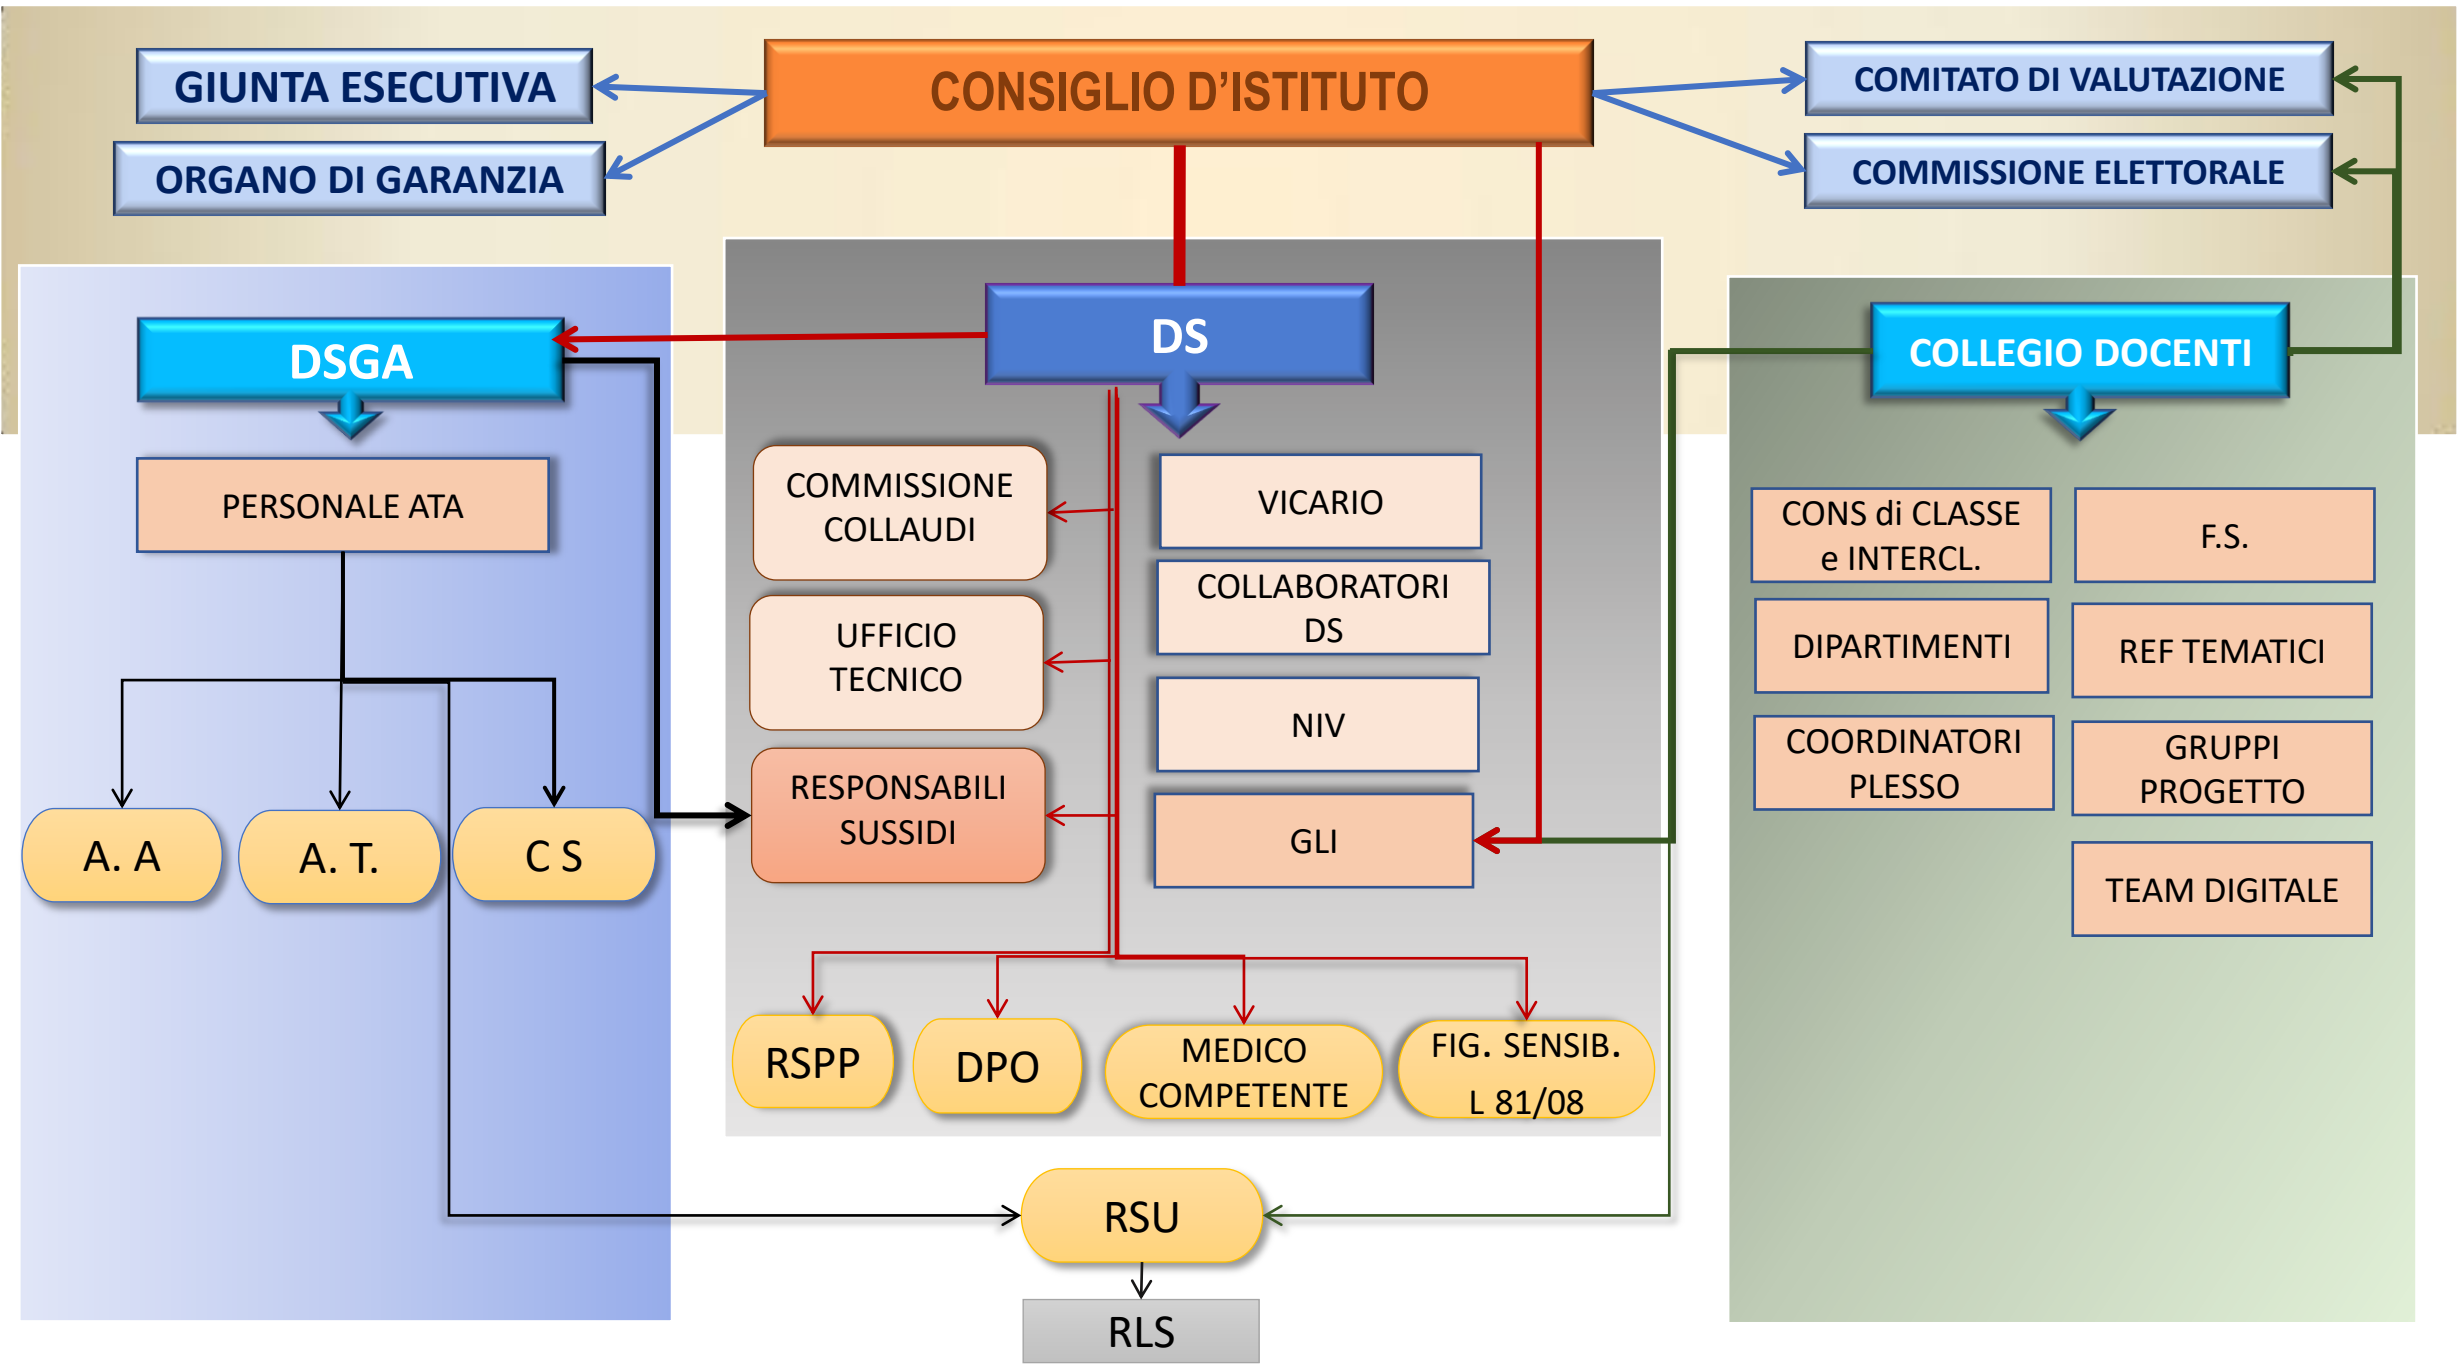 CONSIGLIO D'ISTITUTO
GIUNTA ESECUTIVA
ORGANO DI GARANZIA
COMITATO DI VALUTAZIONE
COMMISSIONE ELETTORALE
DSGA
PERSONALE ATA
A. A
A. T.
C S
DS
COMMISSIONE
COLLAUDI
UFFICIO
TECNICO
RESPONSABILI
SUSSIDI
VICARIO
COLLABORATORI
DS
NIV
GLI
RSPP
DPO
MEDICO
COMPETENTE
FIG. SENSIB.
L 81/08
COLLEGIO DOCENTI
CONS di CLASSE
e INTERCL.
DIPARTIMENTI
COORDINATORI
PLESSO
F.S.
REF TEMATICI
GRUPPI
PROGETTO
TEAM DIGITALE
RSU
RLS